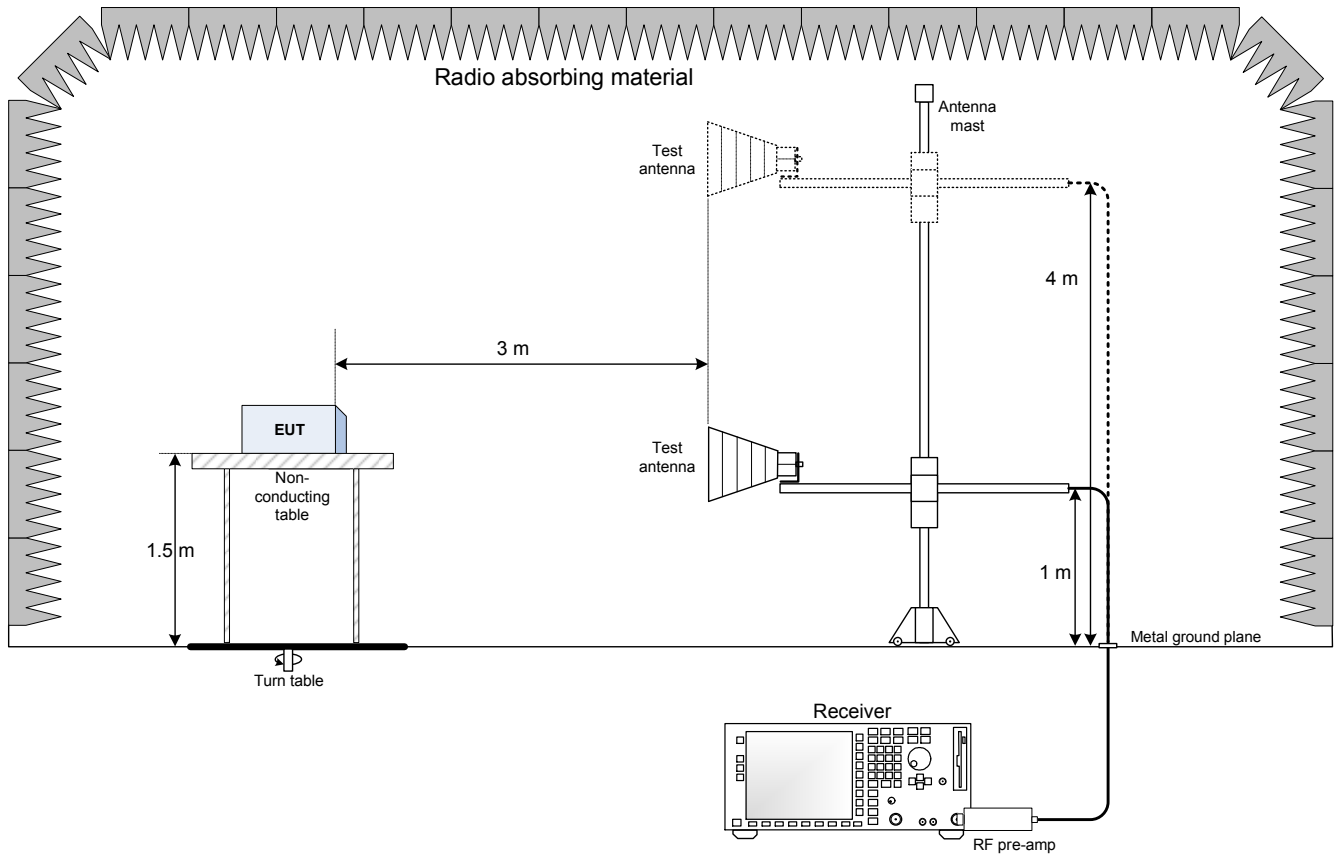 Radio absorbing material
Antenna
mast
Test
antenna
4 m
3 m
EUT
Test
antenna
Non-
conducting
table
1.5 m
1 m
Metal ground plane
Turn table
Receiver
RF pre-amp